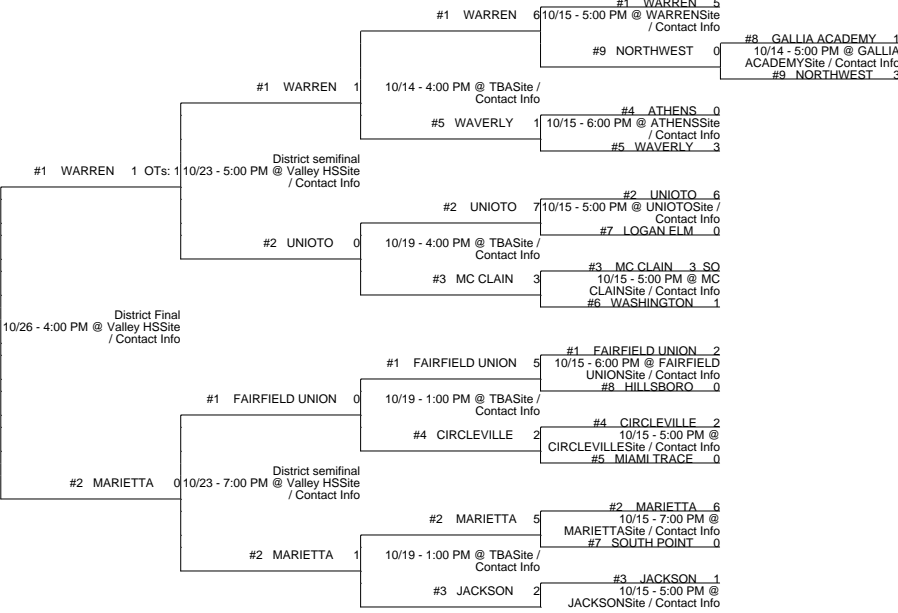 #1 WARREN 5
#1 WARREN 6
10/15 - 5:00 PM @ WARRENSite
/ Contact Info
#8 GALLIA ACADEMY 1
#9 NORTHWEST 0
10/14 - 5:00 PM @ GALLIA
ACADEMYSite / Contact Info
#9 NORTHWEST 3
#1 WARREN 1
10/14 - 4:00 PM @ TBASite /
Contact Info
#4 ATHENS 0
#5 WAVERLY 1
10/15 - 6:00 PM @ ATHENSSite
/ Contact Info
#5 WAVERLY 3
#1 WARREN 1 OTs: 1
District semifinal
10/23 - 5:00 PM @ Valley HSSite
/ Contact Info
#2 UNIOTO 6
#2 UNIOTO 7
10/15 - 5:00 PM @ UNIOTOSite /
Contact Info
#7 LOGAN ELM 0
#2 UNIOTO 0
10/19 - 4:00 PM @ TBASite /
Contact Info
#3 MC CLAIN 3 SO
#3 MC CLAIN 3
10/15 - 5:00 PM @ MC
CLAINSite / Contact Info
#6 WASHINGTON 1
District Final
10/26 - 4:00 PM @ Valley HSSite
/ Contact Info
#1 FAIRFIELD UNION 2
#1 FAIRFIELD UNION 5
10/15 - 6:00 PM @ FAIRFIELD
UNIONSite / Contact Info
#8 HILLSBORO 0
#1 FAIRFIELD UNION 0
10/19 - 1:00 PM @ TBASite /
Contact Info
#4 CIRCLEVILLE 2
#4 CIRCLEVILLE 2
10/15 - 5:00 PM @
CIRCLEVILLESite / Contact Info
#5 MIAMI TRACE 0
#2 MARIETTA 0
District semifinal
10/23 - 7:00 PM @ Valley HSSite
/ Contact Info
#2 MARIETTA 6
#2 MARIETTA 5
10/15 - 7:00 PM @
MARIETTASite / Contact Info
#7 SOUTH POINT 0
#2 MARIETTA 1
10/19 - 1:00 PM @ TBASite /
Contact Info
#3 JACKSON 1
#3 JACKSON 2
10/15 - 5:00 PM @
JACKSONSite / Contact Info